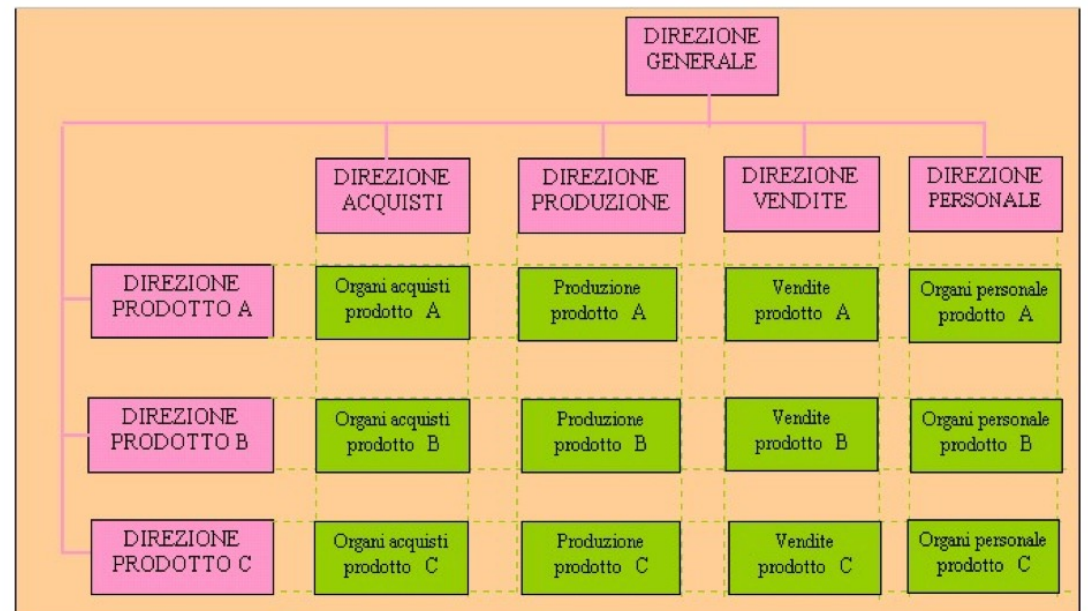 DIREZIONE
GENERALE
DIREZIONE
ACQUISTI
DIREZIONE
PRODUZIONE
DIREZIONE
VENDITE
DIREZIONE
PERSONALE
DIREZIONE
PRODOTTO A
Organi acquisti
prodotto A
Produzione
prodotto A
Vendite
prodotto A
Organi personale
prodotto A
DIREZIONE
PRODOTTO B
Organi acquisti
prodotto B
Produzione
prodotto B
Vendite
prodotto B
Organi personale
prodotto B
DIREZIONE
PRODOTTO C
Organi acquisti
prodotto C
Produzione
prodotto C
Vendite
prodotto C
Organi personale
prodotto C